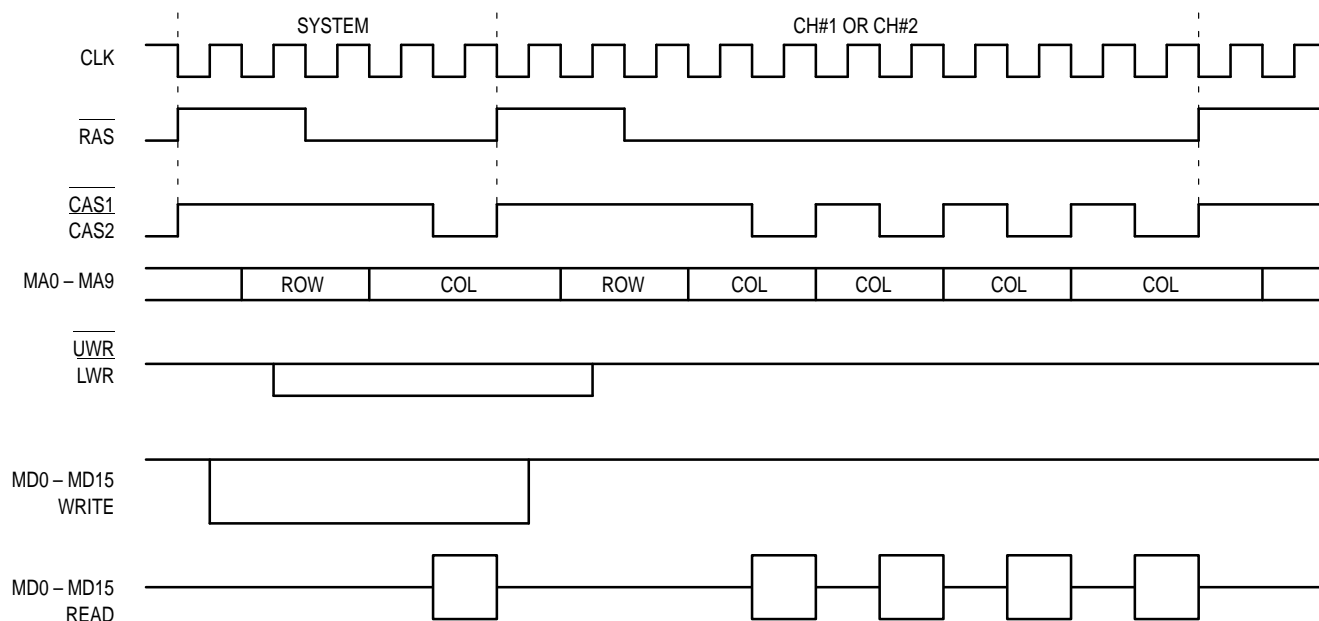 SYSTEM
CH#1 OR CH#2
CLK
RAS
CAS1
CAS2
MA0 – MA9
ROW
COL
ROW
COL
COL
COL
COL
UWR
LWR
MD0 – MD15
WRITE
MD0 – MD15
READ